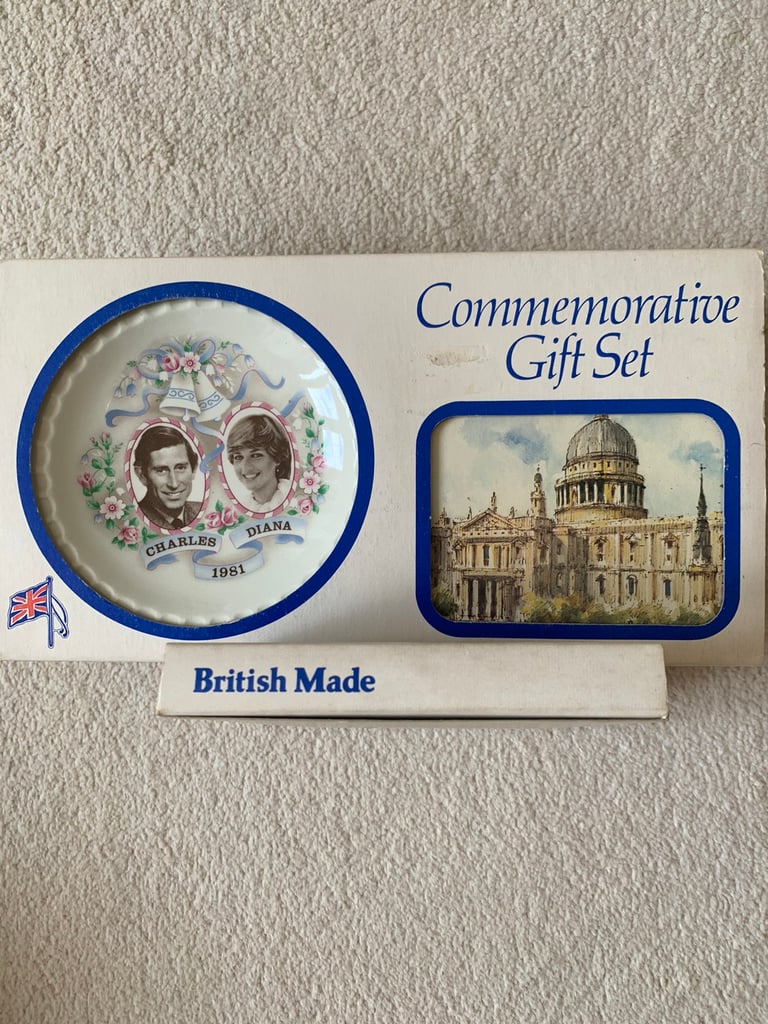 Commemorative
Gift Set
CHARLES
DIANA
1981
British Made